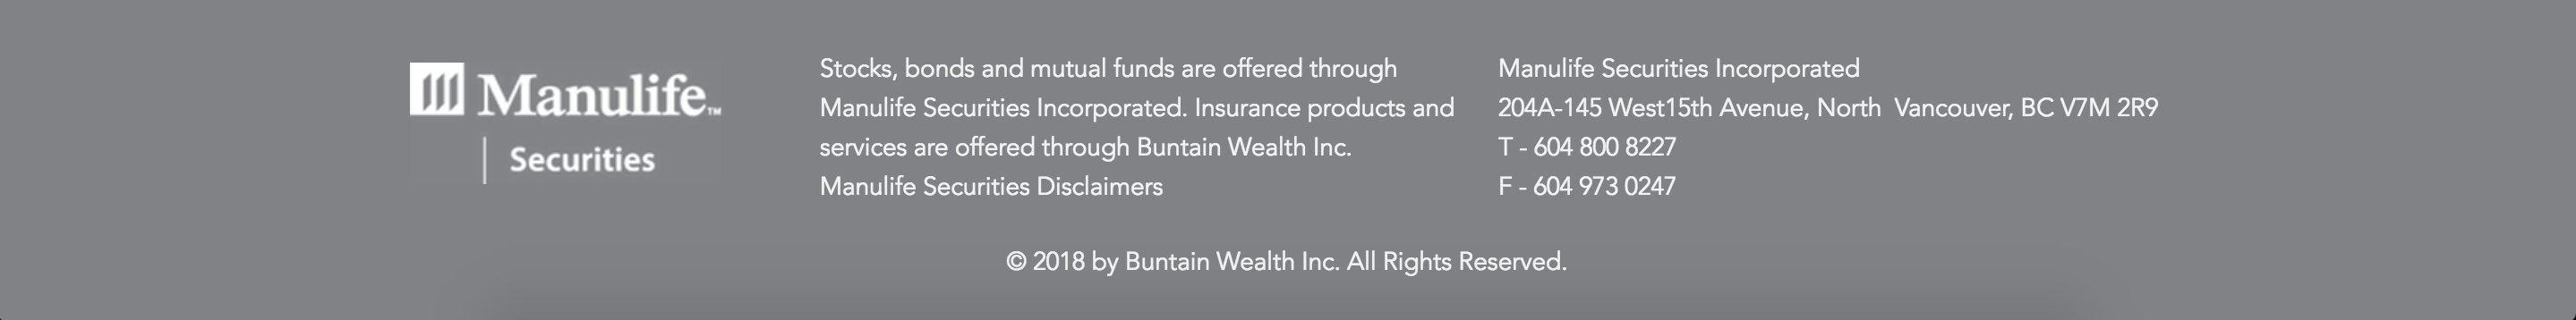 Manulife™
Securities
Stocks, bonds and mutual funds are offered through
Manulife Securities Incorporated. Insurance products and
services are offered through Buntain Wealth Inc.
Manulife Securities Disclaimers
Manulife Securities Incorporated
204A-145 West15th Avenue, North  Vancouver, BC V7M 2R9
T - 604 800 8227
F - 604 973 0247
© 2018 by Buntain Wealth Inc. All Rights Reserved.